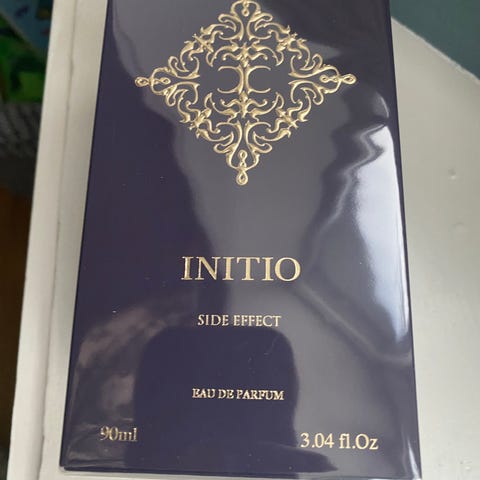 INITIO
SIDE EFFECT
EAU DE PARFUM
90ml
3.04 fl.Oz